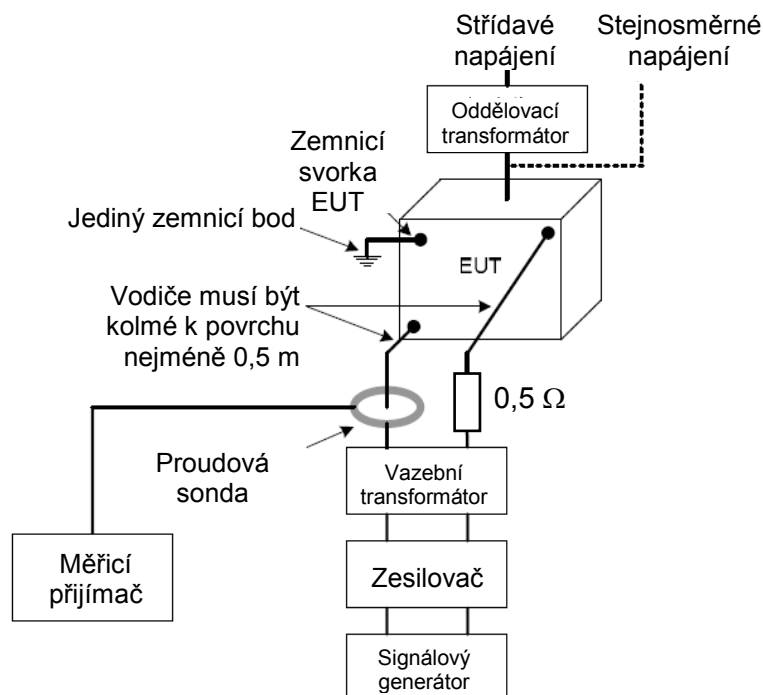 Střídavé
napájení
Stejnosměrné
napájení
Oddělovací
transformátor
Zemnicí
svorka
EUT
Jediný zemnicí bod
EUT
Vodiče musí být
kolmé k povrchu
nejméně 0,5 m
0,5 Ω
Proudová
sonda
Vazební
transformátor
Měřicí
přijímač
Zesilovač
Signálový
generátor